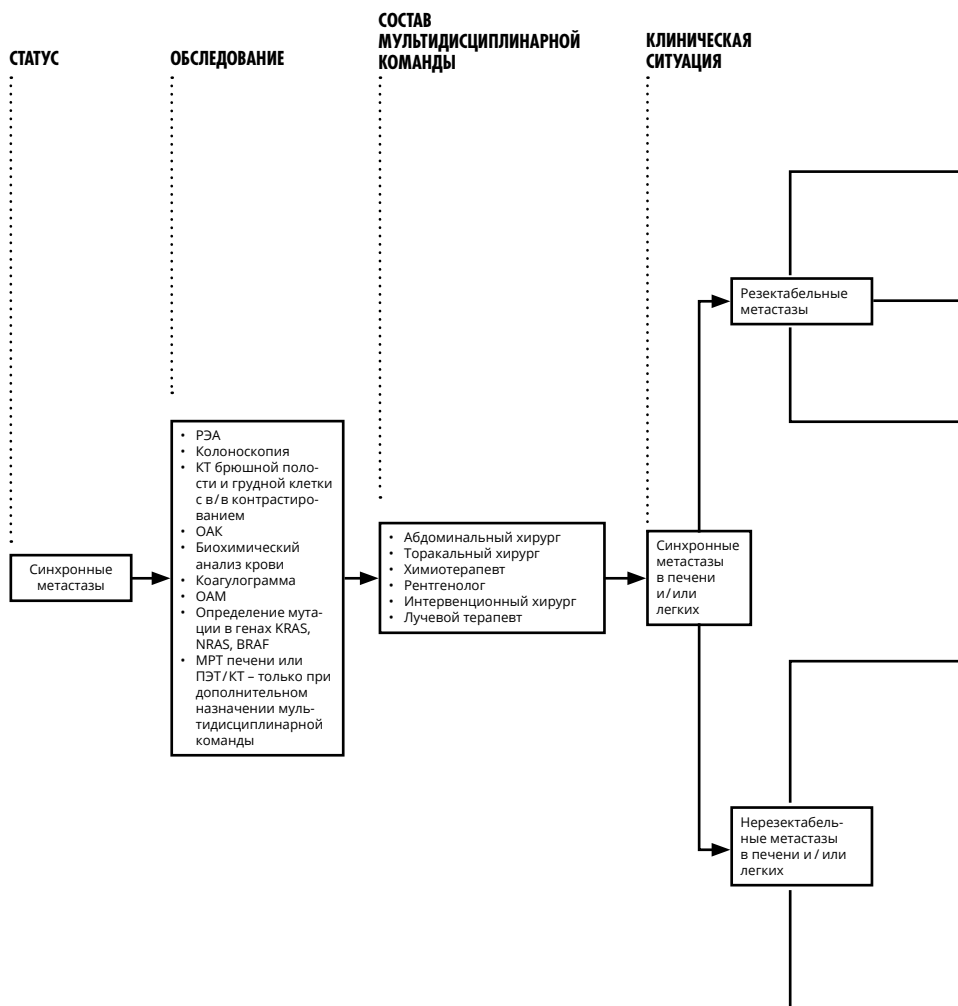 СТАТУС
ОБСЛЕДОВАНИЕ
СОСТАВ
МУЛЬТИДИСЦИПЛИНАРНОЙ
КОМАНДЫ
КЛИНИЧЕСКАЯ
СИТУАЦИЯ
Синхронные
метастазы
• РЭА
• Колоноскопия
• КТ брюшной поло-
сти и грудной клетки
с в/в контрастиро-
ванием
• ОАК
• Биохимический
анализ крови
• Коагулограмма
• ОАМ
• Определение мута-
ции в генах KRAS,
NRAS, BRAF
• МРТ печени или
ПЭТ/КТ – только при
дополнительном
назначении муль-
тидисциплинарной
команды
• Абдоминальный хирург
• Торакальный хирург
• Химиотерапевт
• Рентгенолог
• Интервенционный хирург
• Лучевой терапевт
Синхронные
метастазы
в печени
и/или
легких
Резектабельные
метастазы
Нерезектабель-
ные метастазы
в печени и / или
легких